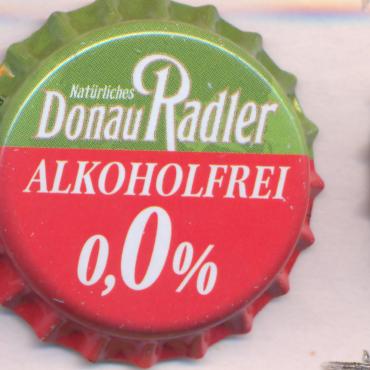 Natürliches
Donau Radler
ALKOHOLFREI
0,0%